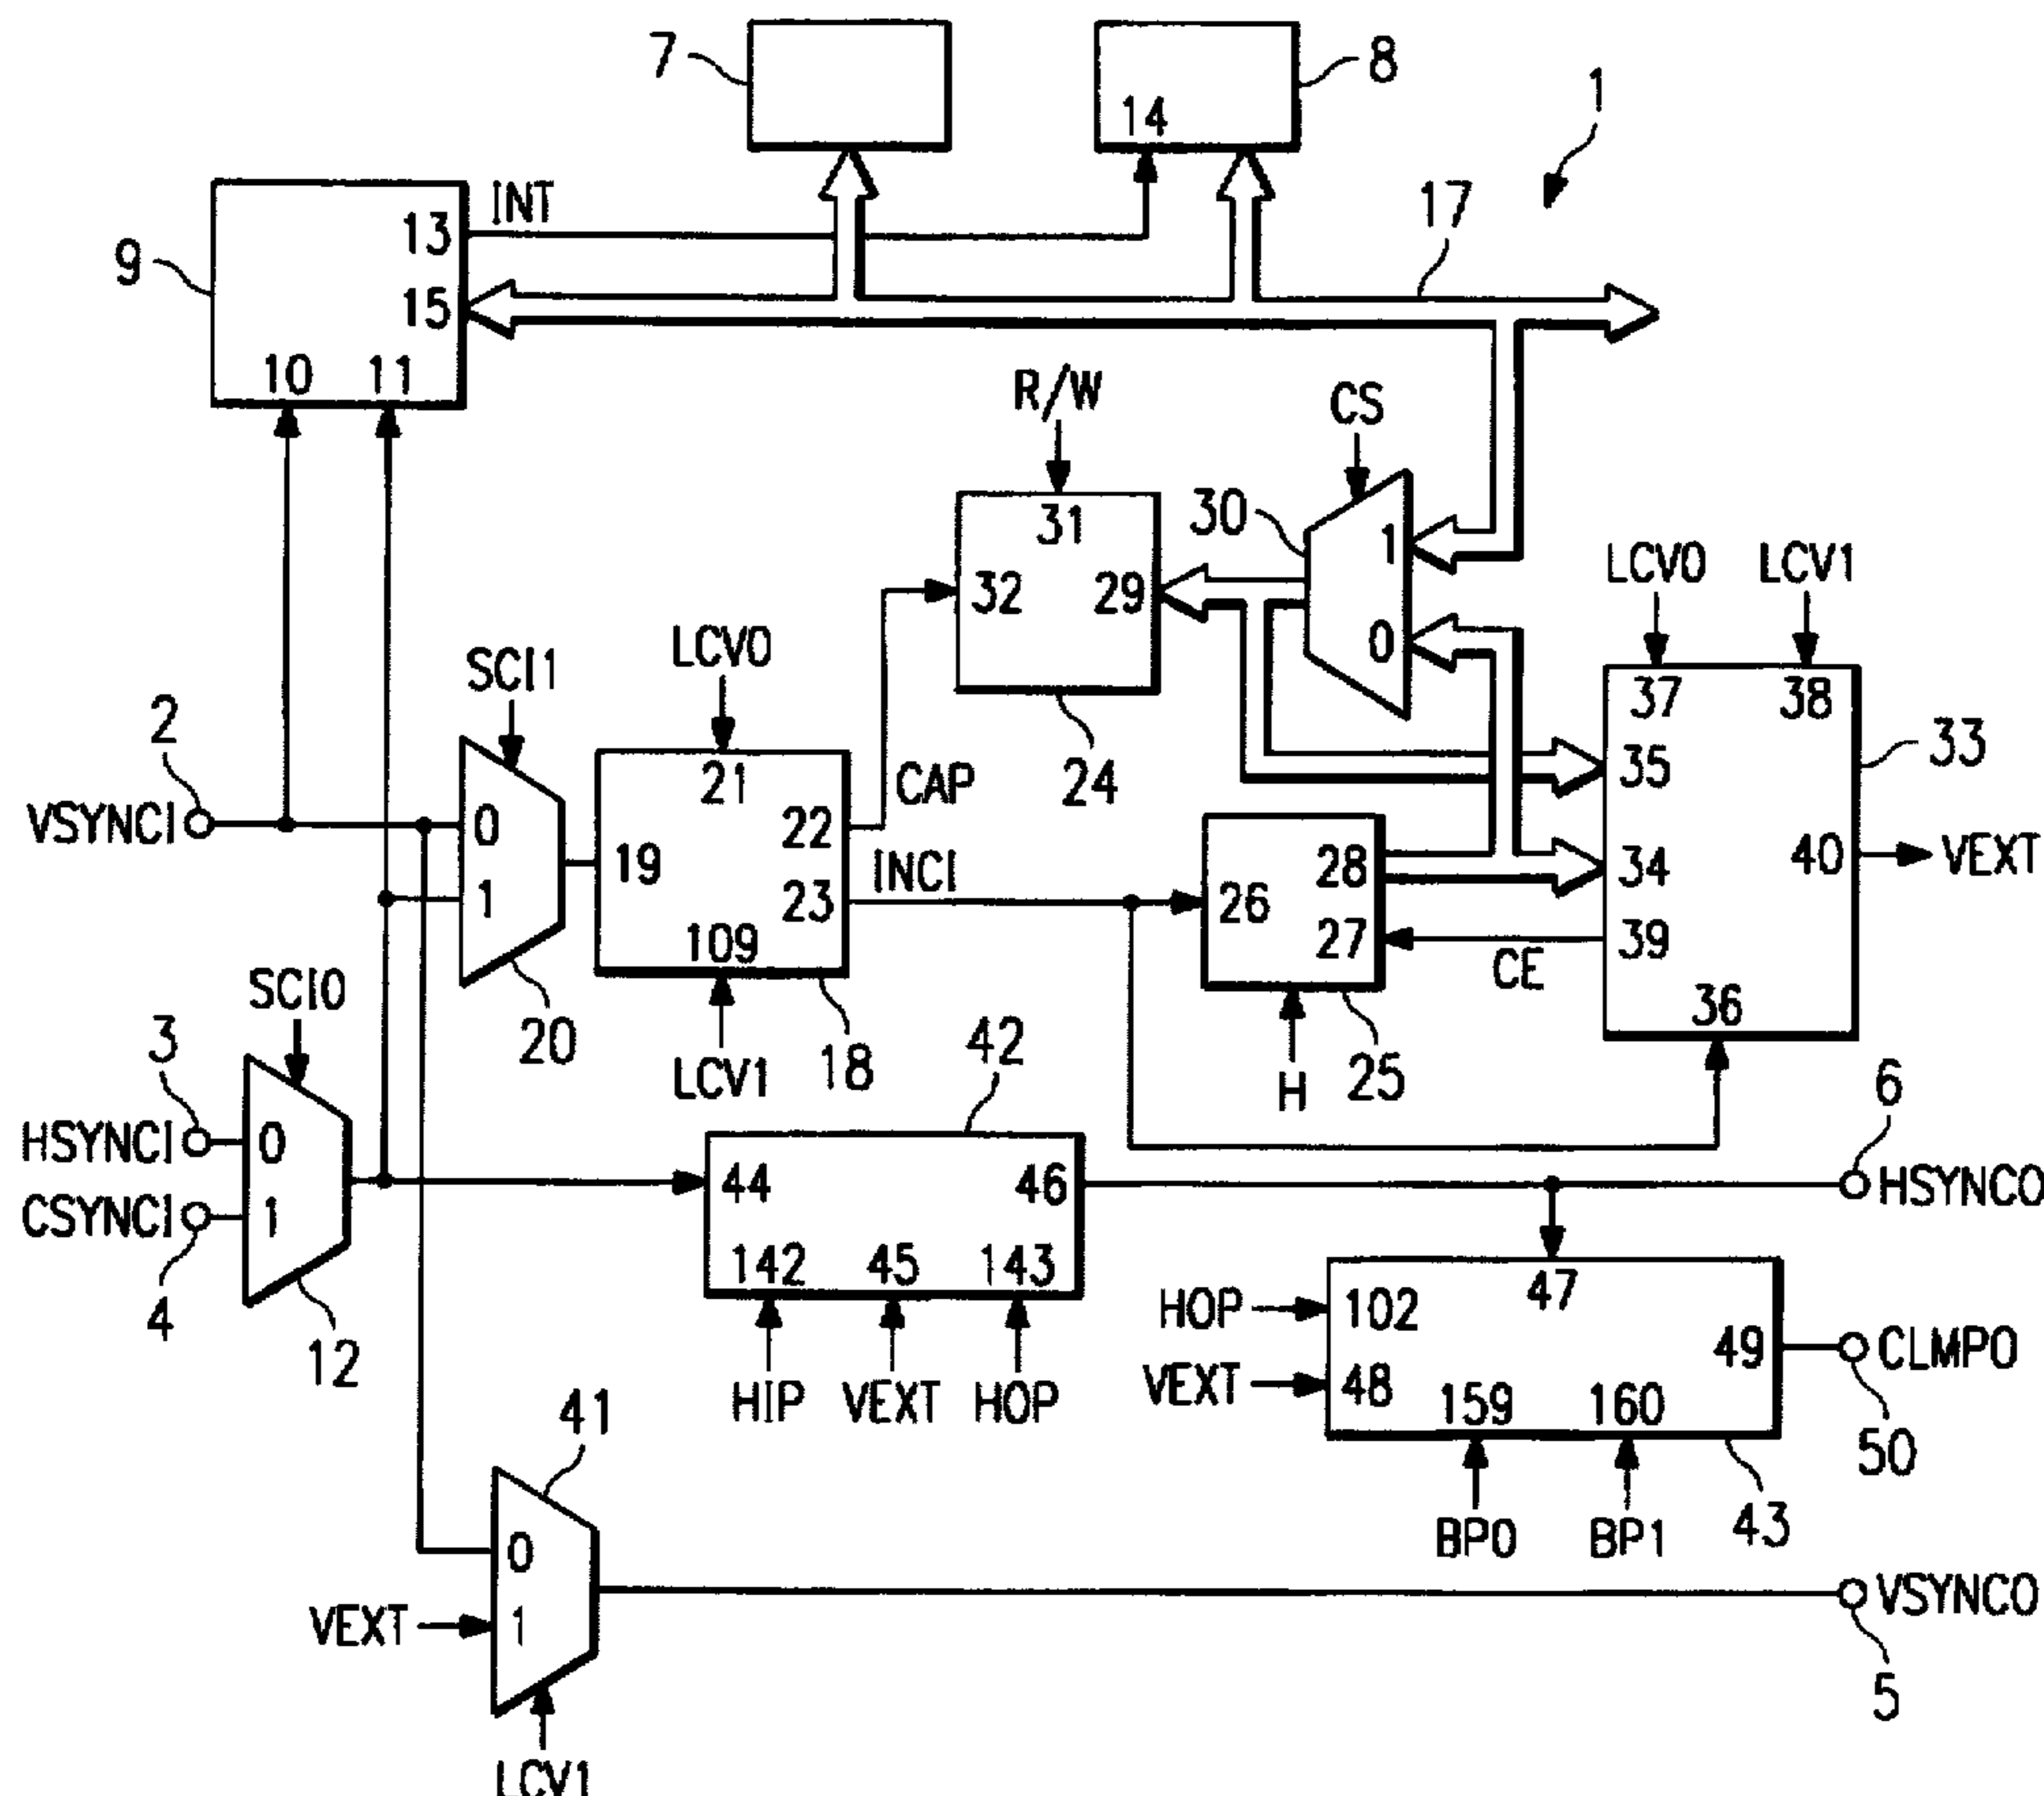 7
8
1
14
INT
17
13
9
15
10 11
R/W
CS
31
30
1
32
29
LCV0
LCV1
0
LCV0
SCI1
37
38
2
21
CAP
24
35
33
VSYNCI
0
22
19
INCI
28
34
40
VEXT
1
23
26
109
27
39
SCI0
CE
20
42
36
3
LCV1
18
H
25
6
HSYNCI
0
44
46
HSYNCO
CSYNCI
1
142
45
143
47
4
HOP
102
12
49
CLMPO
HIP
VEXT
HOP
VEXT
48
159
160
41
50
BP0
BP1
43
0
VSYNCO
VEXT
1
5
LCV1